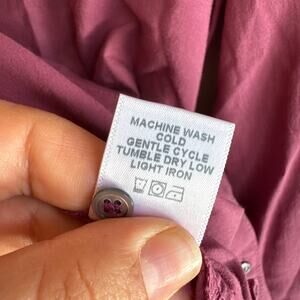 MACHINE WASH
COLD
GENTLE CYCLE
TUMBLE DRY LOW
LIGHT IRON